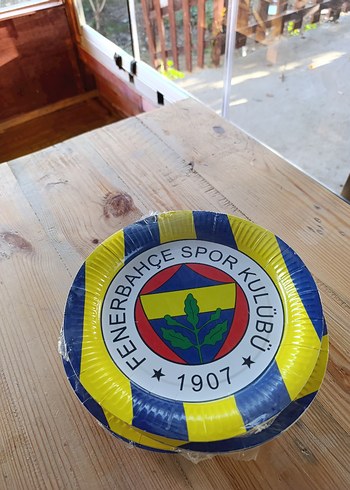 FENERBAHÇE SPOR KULÜBÜ
★ 1907 ★